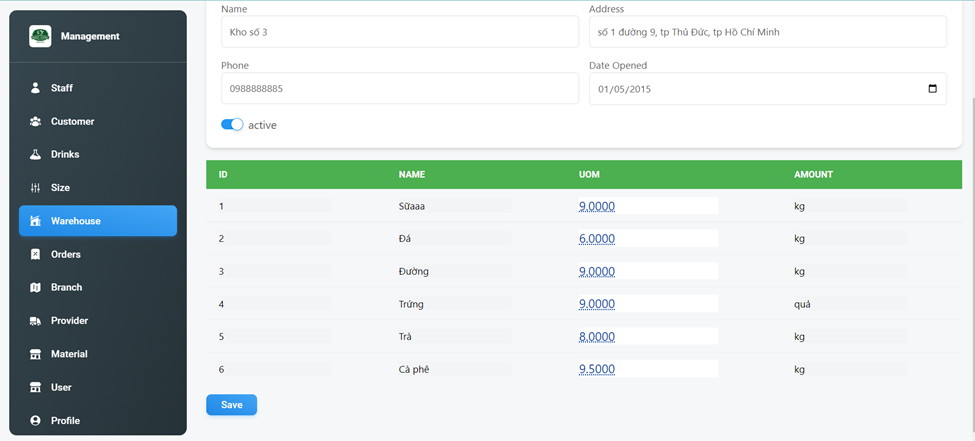 Management
Staff
Customer
Drinks
Size
Warehouse
Orders
Branch
Provider
Material
User
Profile
Name
Kho số 3
Address
số 1 đường 9, tp Thủ Đức, tp Hồ Chí Minh
Phone
0988888885
Date Opened
01/05/2015
active
ID NAME UOM AMOUNT
1 Sữaaa 9.0000 kg
2 Đá 6.0000 kg
3 Đường 9.0000 kg
4 Trứng 9.0000 quả
5 Trà 8.0000 kg
6 Cà phê 9.5000 kg
Save